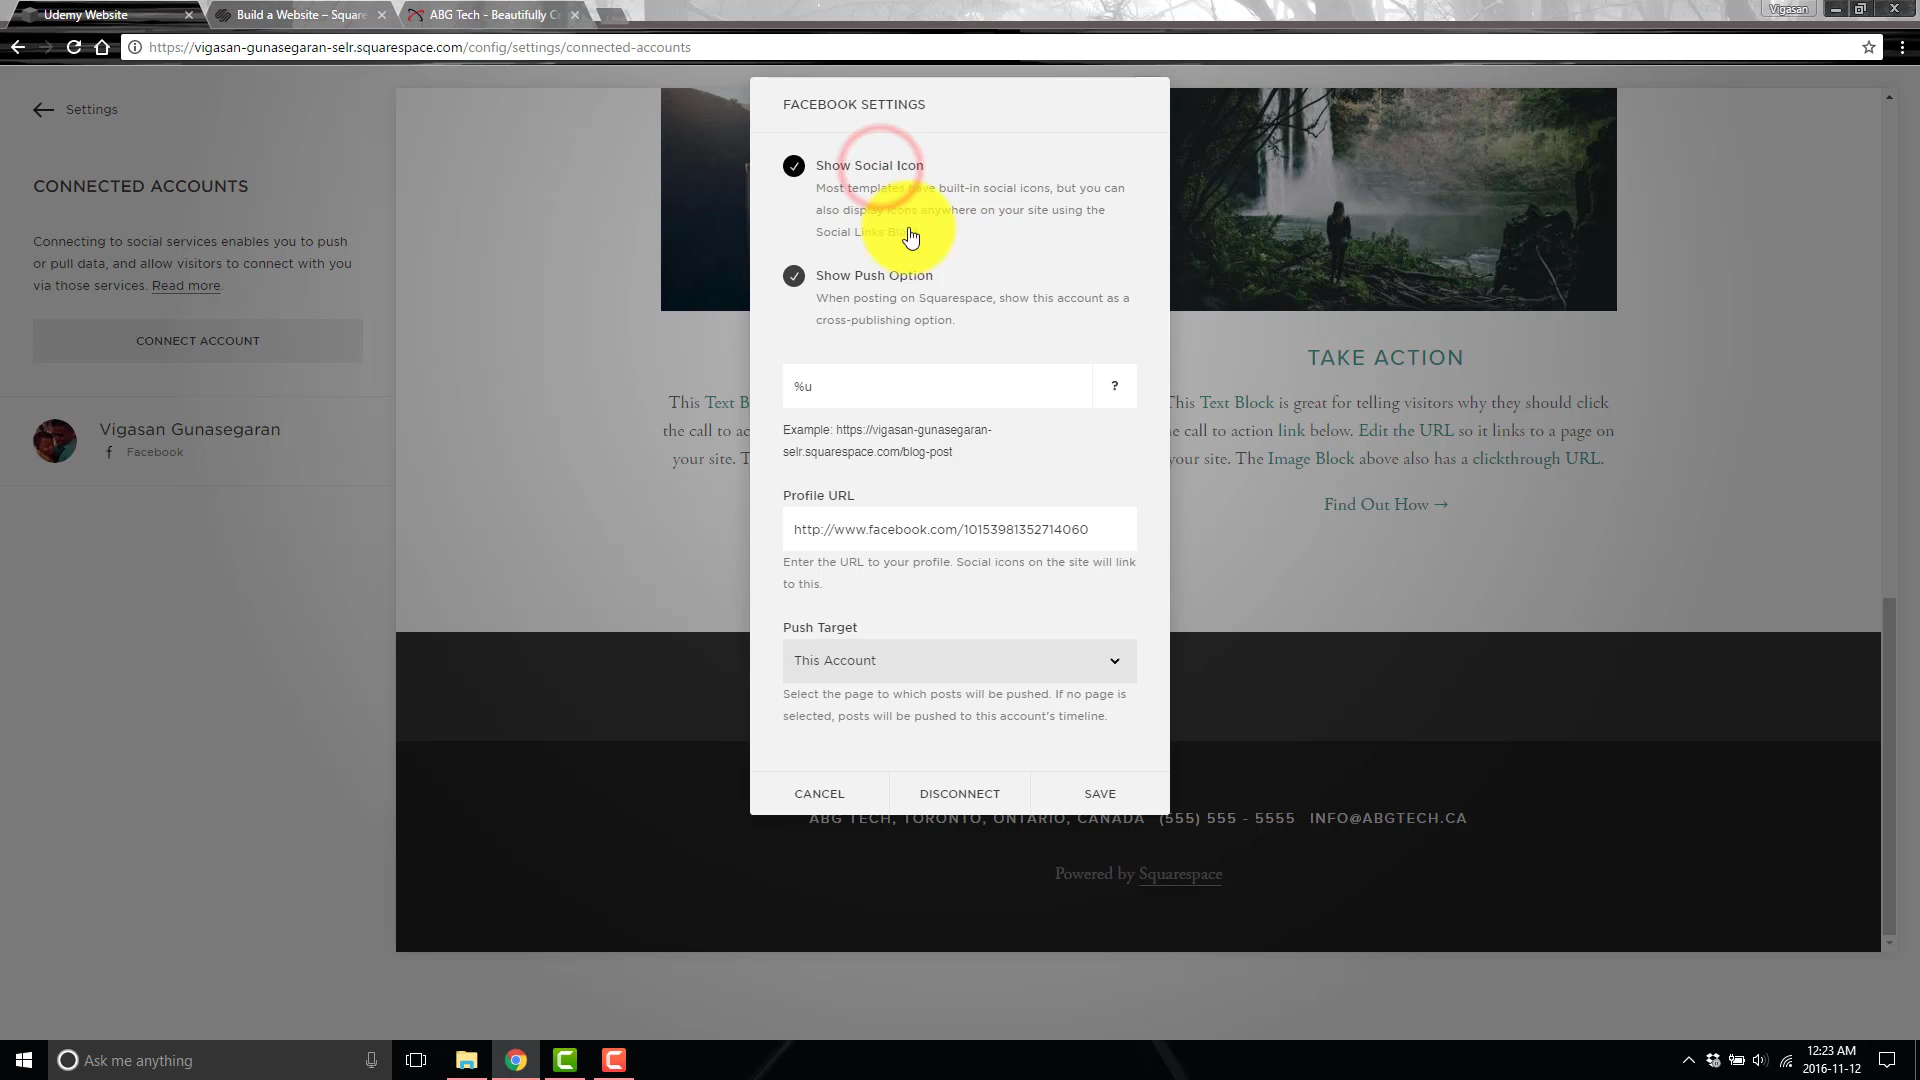 Udemy Website
Build a Website – Square
ABG Tech - Beautifully C
Vigasan
https://vigasan-gunasegaran-selr.squarespace.com/config/settings/connected-accounts
Settings
CONNECTED ACCOUNTS
Connecting to social services enables you to push
or pull data, and allow visitors to connect with you
via those services. Read more.
CONNECT ACCOUNT
Vigasan Gunasegaran
Facebook
FACEBOOK SETTINGS
Show Social Icon
Most templates have built-in social icons, but you can
also display icons anywhere on your site using the
Social Links
Show Push Option
When posting on Squarespace, show this account as a
cross-publishing option.
%u
?
Example: https://vigasan-gunasegaran-
selr.squarespace.com/blog-post
Profile URL
http://www.facebook.com/10153981352714060
Enter the URL to your profile. Social icons on the site will link
to this.
Push Target
This Account
Select the page to which posts will be pushed. If no page is
selected, posts will be pushed to this account's timeline.
CANCEL
DISCONNECT
SAVE
This Text B
the call to ac
your site. T
TAKE ACTION
This Text Block is great for telling visitors why they should click
e call to action link below. Edit the URL so it links to a page on
your site. The Image Block above also has a clickthrough URL.
Find Out How →
ABG TECH, TORONTO, ONTARIO, CANADA (555) 555 - 5555 INFO@ABGTECH.CA
Powered by Squarespace
Ask me anything
12:23 AM
2016-11-12